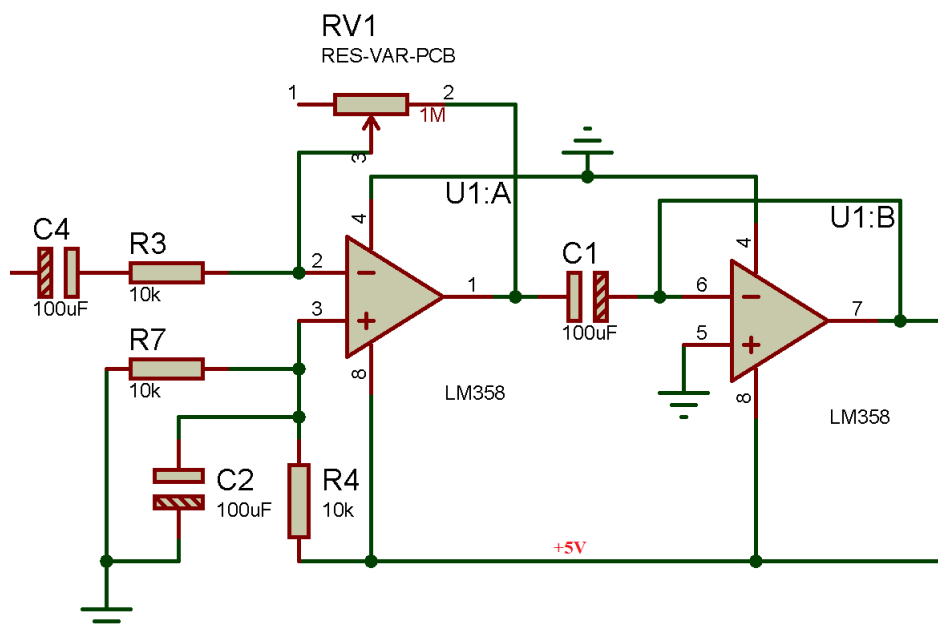 RV1
RES-VAR-PCB
1
2
1M
3
U1:A
U1:B
4
4
C4
R3
C1
100uF
10k
2
1
100uF
6
7
3
5
R7
10k
8
8
LM358
LM358
C2
100uF
R4
10k
+5V